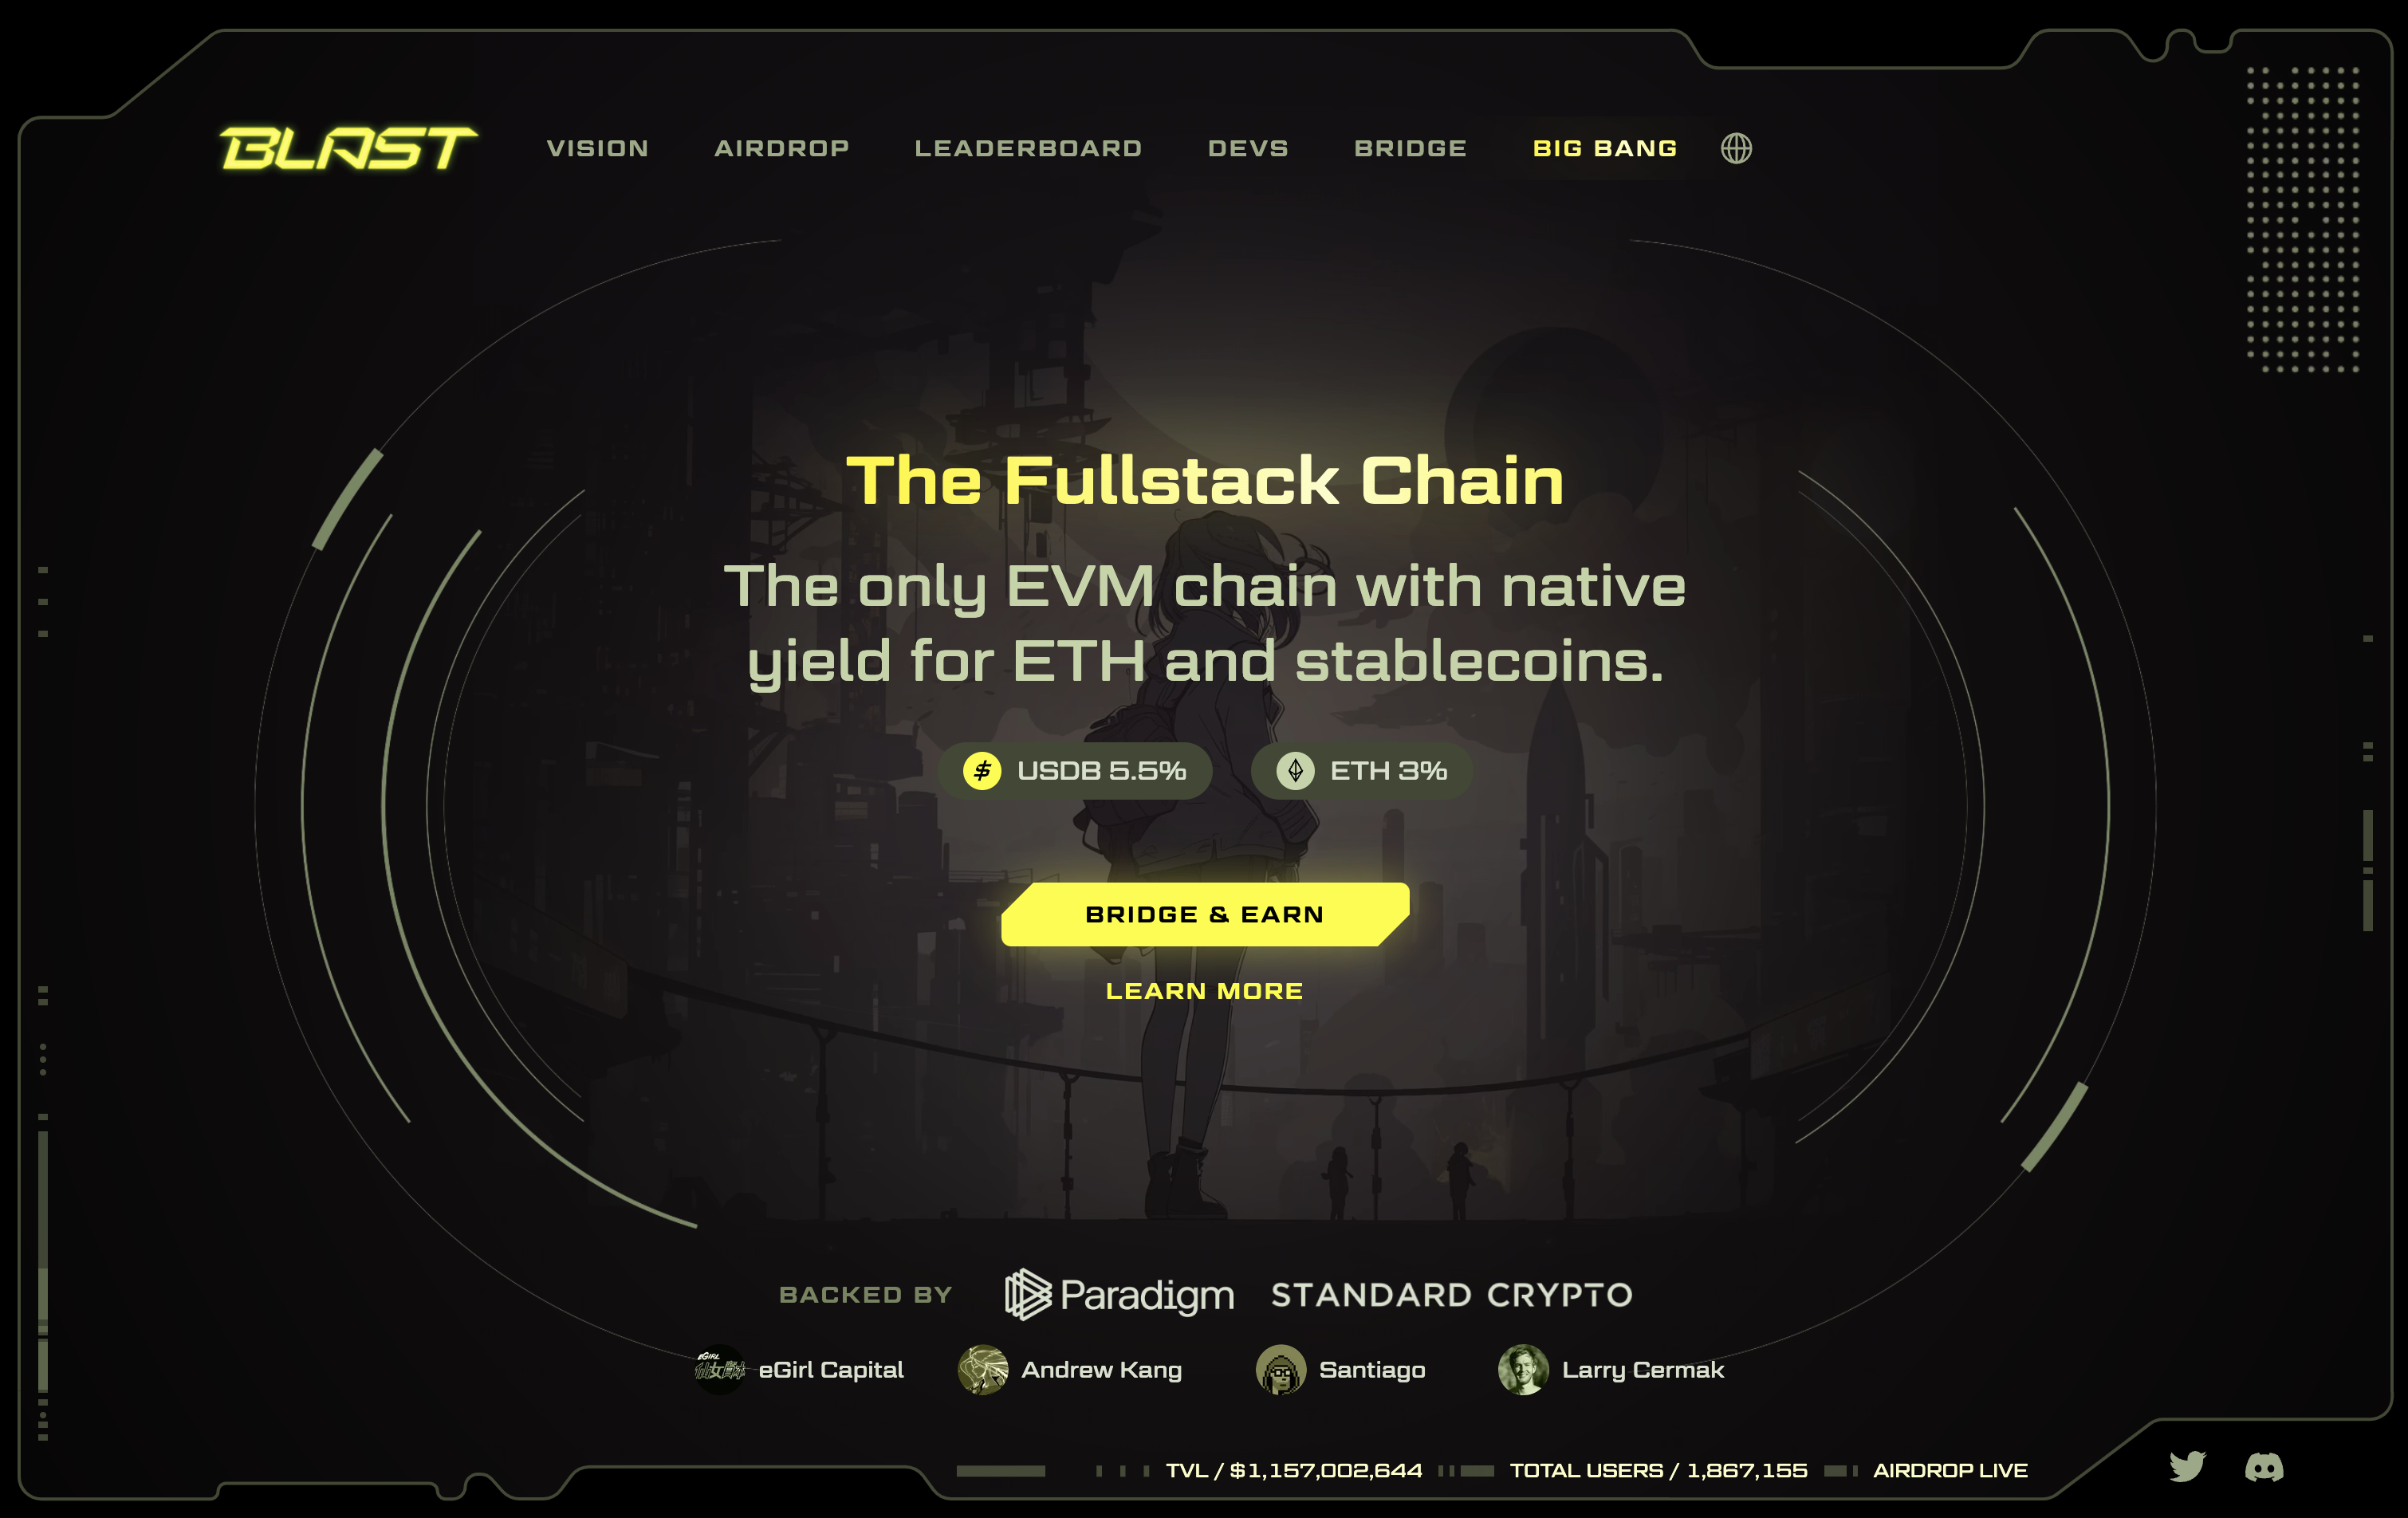 BLAST
VISION
AIRDROP
LEADERBOARD
DEVS
BRIDGE
BIG BANG
The Fullstack Chain
The only EVM chain with native
yield for ETH and stablecoins.
$ USDB 5.5%
ETH 3%
BRIDGE & EARN
LEARN MORE
BACKED BY
Paradigm
STANDARD CRYPTO
eGIRL
eGirl Capital
Andrew Kang
Santiago
Larry Cermak
TVL / $1,157,002,644
TOTAL USERS / 1,867,155
AIRDROP LIVE